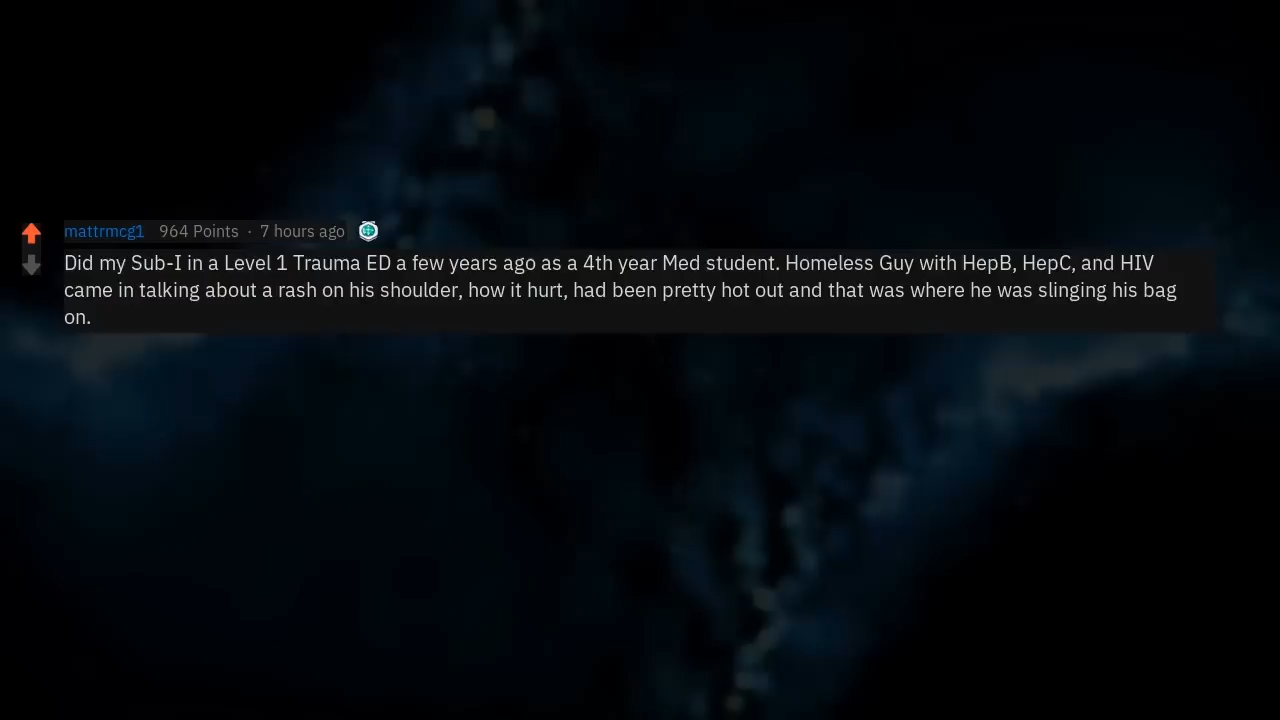 mattrmcg1 964 Points · 7 hours ago
Did my Sub-I in a Level 1 Trauma ED a few years ago as a 4th year Med student. Homeless Guy with HepB, HepC, and HIV
came in talking about a rash on his shoulder, how it hurt, had been pretty hot out and that was where he was slinging his bag
on.